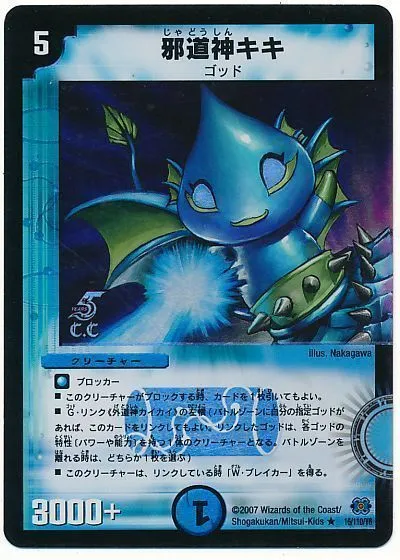 5
じゃどうしん
邪道神キキ
ゴッド
5 YEARS
C.C
Illus. Nakagawa
クリーチャー
ブロッカー
■ このクリーチャーがブロックする時、カードを1枚引いてもよい。
■ G・リンク《外道神カイカイ》の左横(バトルゾーンに自分の指定ゴッド
があれば、このカードをリンクしてもよい。リンクしたゴッドは、各ゴッドの
特性(パワーや能力)を持つ1体のクリーチャーとなる。バトルゾーンを
離れる時は、どちらか1枚を選ぶ)
■ このクリーチャーは、リンクしている時「W・ブレイカー」を得る。
3000+
1
©2007 Wizards of the Coast/
Shogakukan/Mitsui-Kids ★ 16/110/Y6